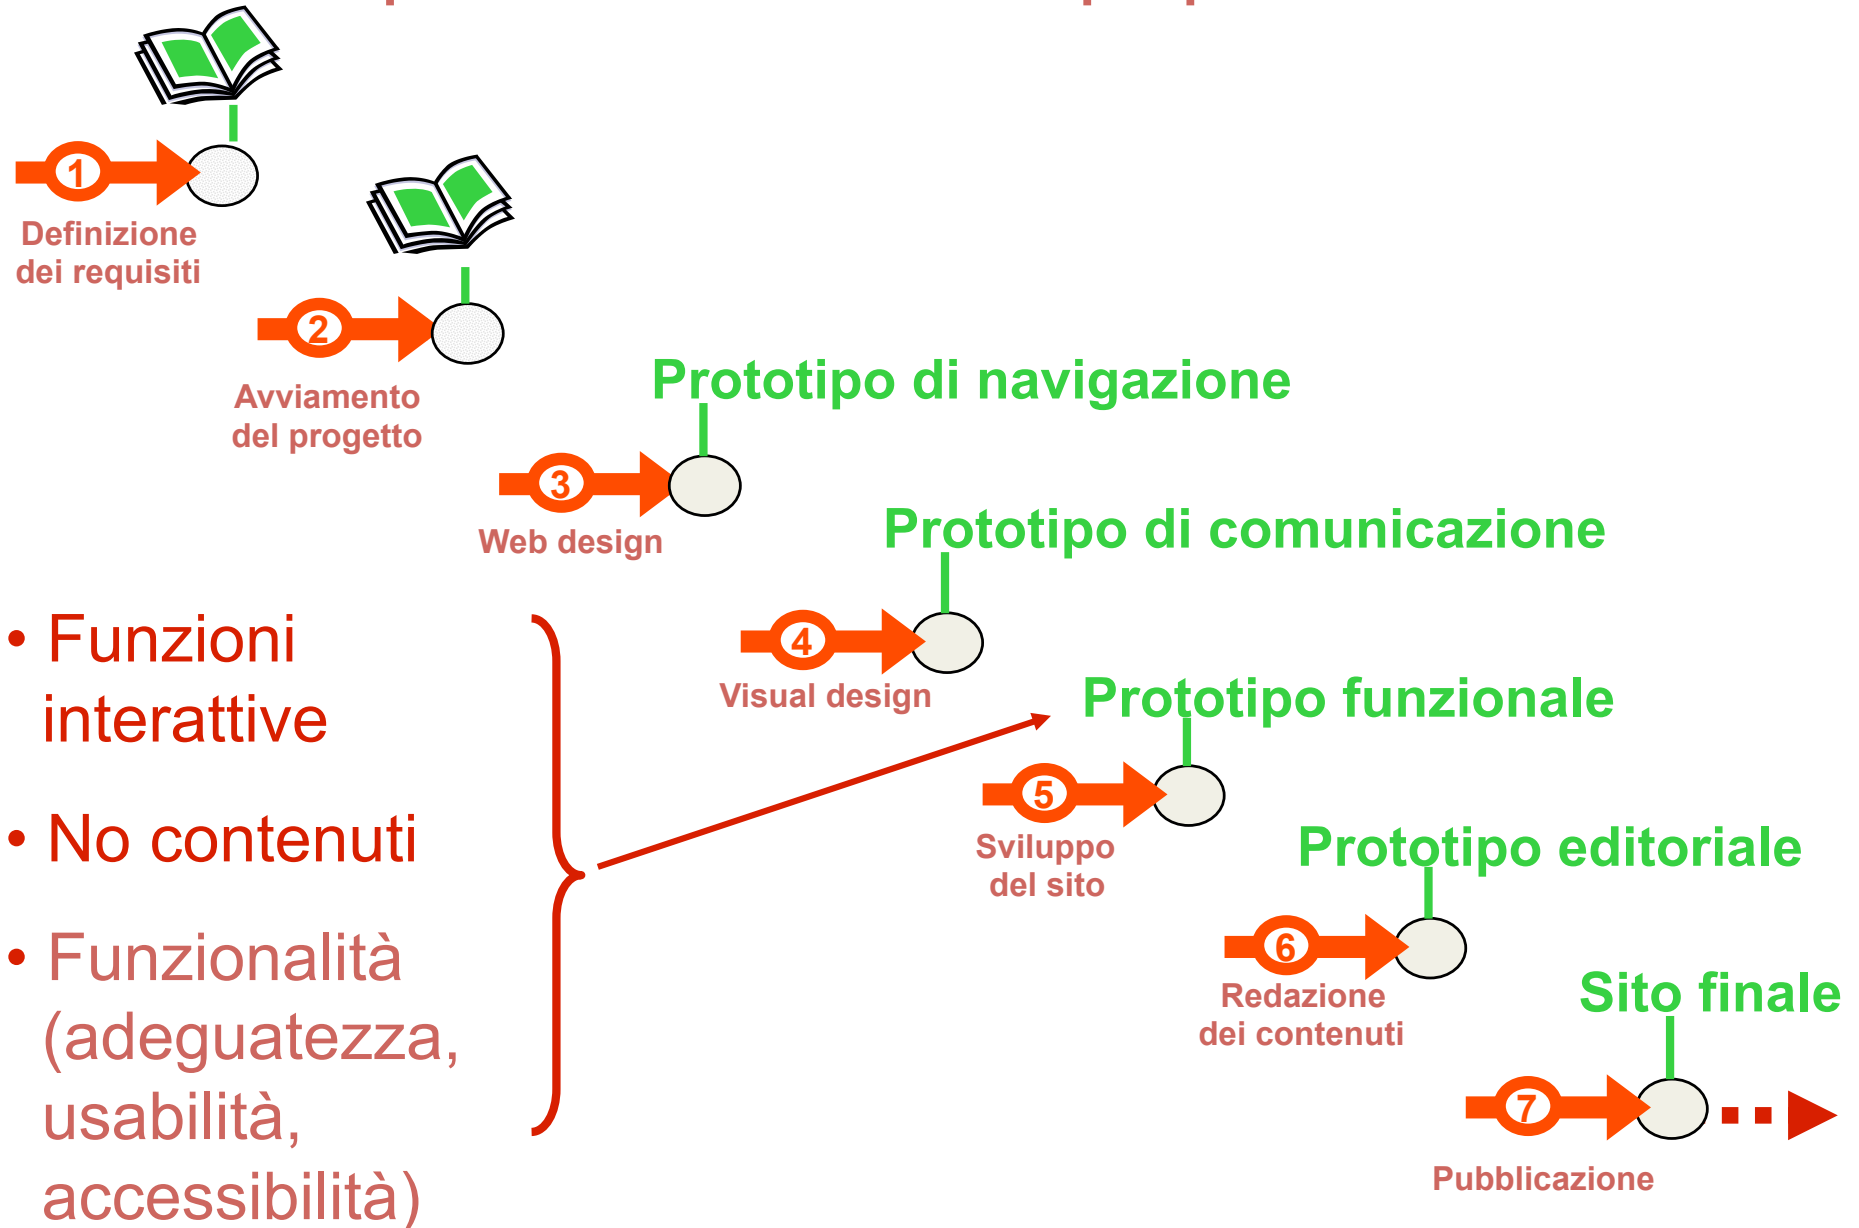 1
Definizione
dei requisiti
2
Avviamento
del progetto
Prototipo di navigazione
3
Web design
Prototipo di comunicazione
4
Visual design
Prototipo funzionale
5
Sviluppo
del sito
Prototipo editoriale
6
Redazione
dei contenuti
Sito finale
7
Pubblicazione
• Funzioni
interattive
• No contenuti
• Funzionalità
(adeguatezza,
usabilità,
accessibilità)